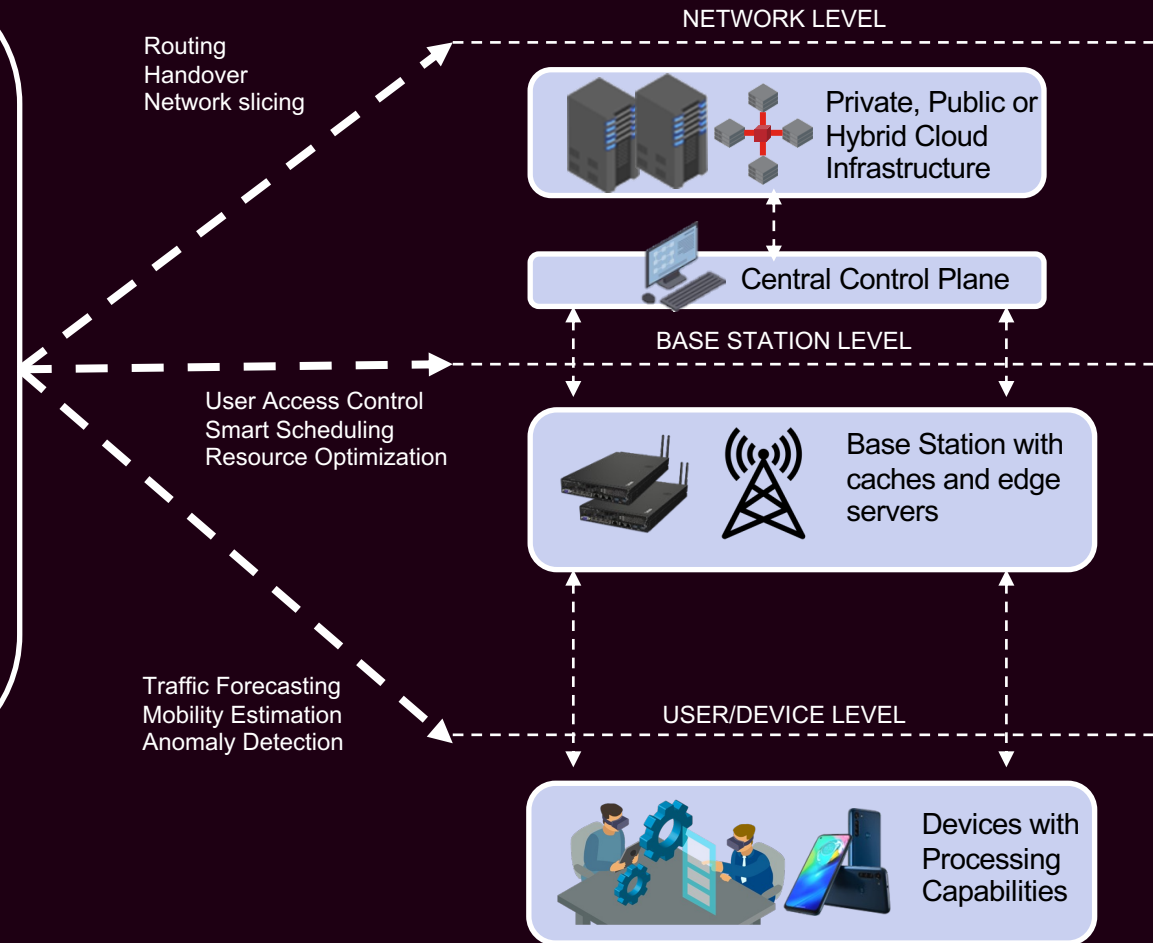 NETWORK LEVEL
Routing
Handover
Network slicing
Private, Public or
Hybrid Cloud
Infrastructure
Central Control Plane
BASE STATION LEVEL
User Access Control
Smart Scheduling
Resource Optimization
Base Station with
caches and edge
servers
Traffic Forecasting
Mobility Estimation
Anomaly Detection
USER/DEVICE LEVEL
Devices with
Processing
Capabilities